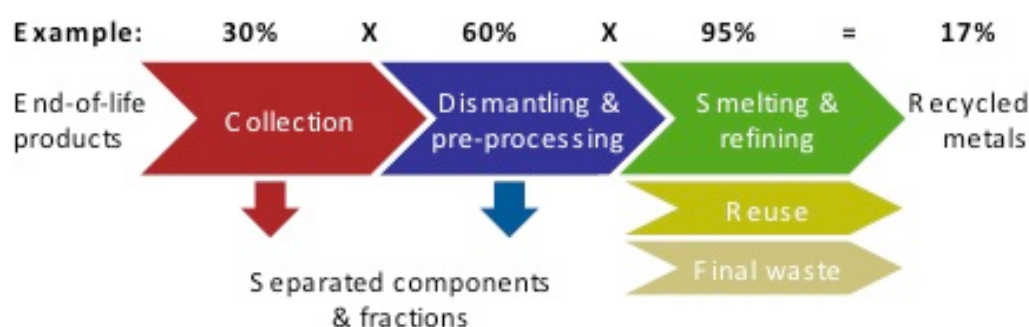 Example: 30% X 60% X 95% = 17%
End-of-life
products
Collection
Dismantling &
pre-processing
Smelting &
refining
Recycled
metals
Reuse
Final waste
Separated components
& fractions